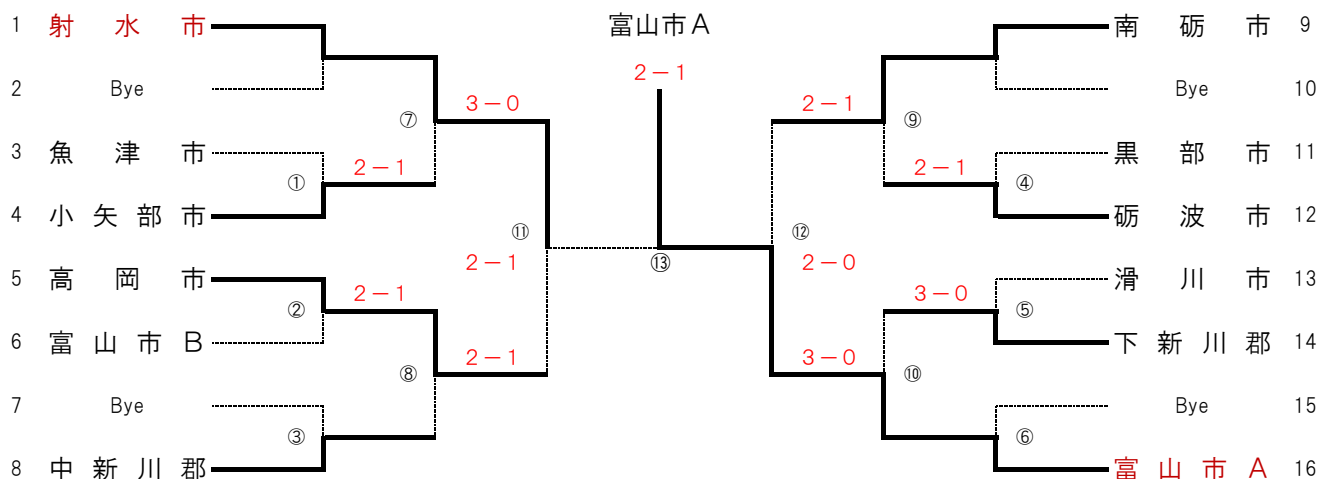 1 射水市 富山市A 南砺市 9
2-1
2 Bye Bye 10
3-0 2-1
⑦ ⑨
3 魚津市 黒部市 11
① 2-1 2-1 ④
4 小矢部市 砺波市 12
⑪ ⑫
2-1 ⑬ 2-0
5 高岡市 滑川市 13
② 2-1 3-0 ⑤
6 富山市B 下新川郡 14
2-1 3-0
⑧ ⑩
7 Bye Bye 15
③ ⑥
8 中新川郡 富山市A 16